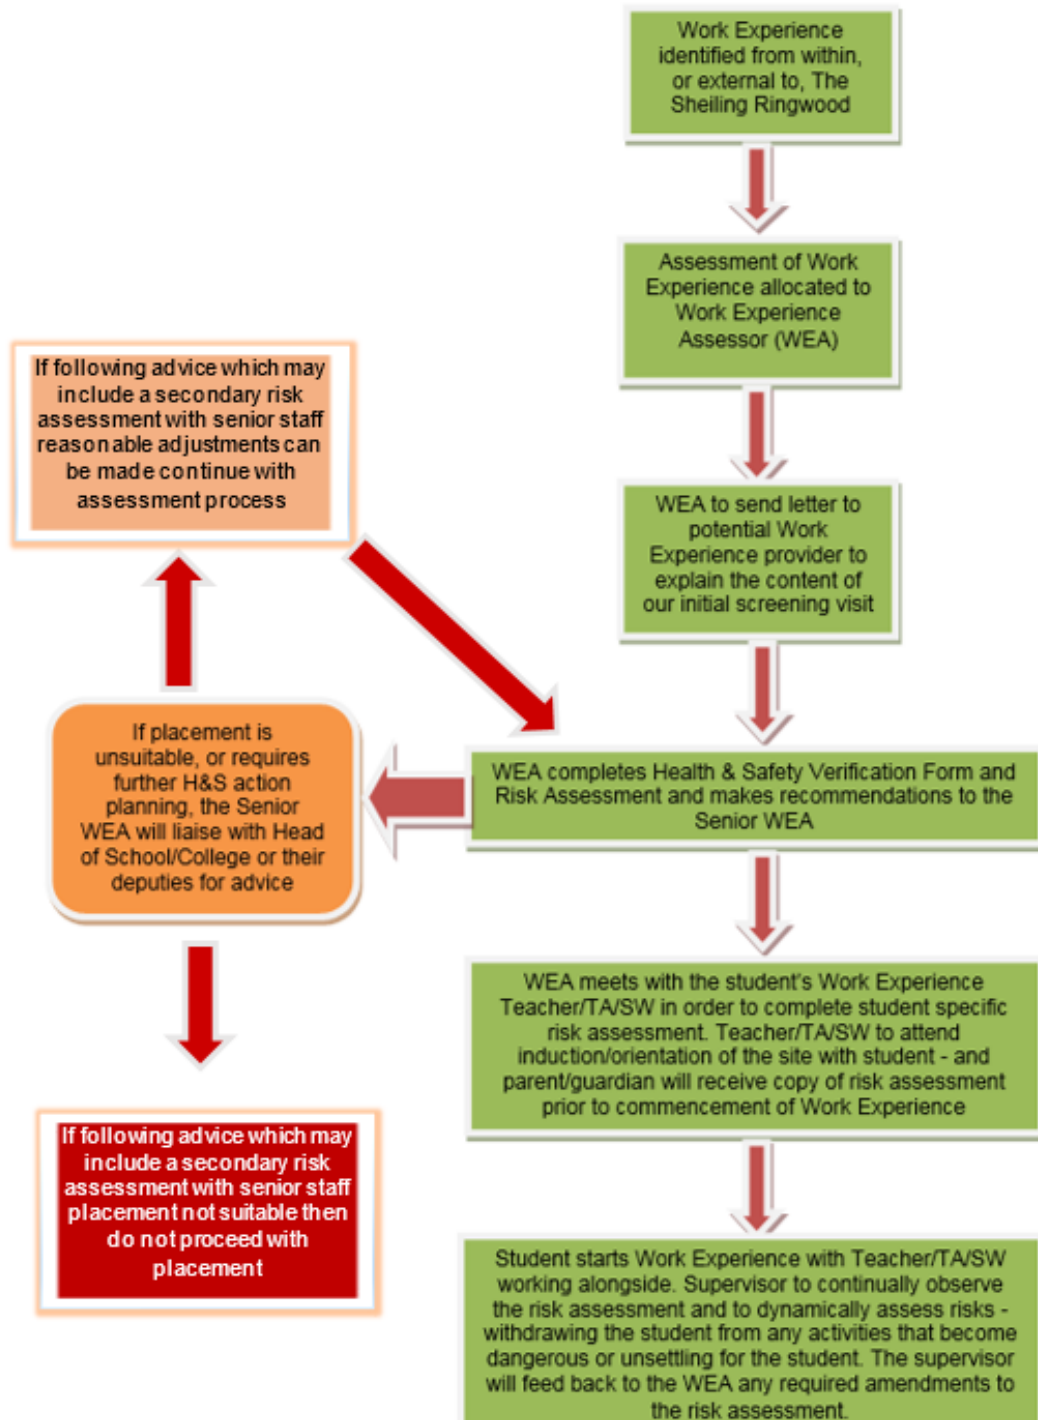 Work Experience
identified from within,
or external to, The
Sheiling Ringwood
Assessment of Work
Experience allocated to
Work Experience
Assessor (WEA)
If following advice which may
include a secondary risk
assessment with senior staff
reasonable adjustments can
be made continue with
assessment process
WEA to send letter to
potential Work
Experience provider to
explain the content of
our initial screening visit
If placement is
unsuitable, or requires
further H&S action
planning, the Senior
WEA will liaise with Head
of School/College or their
deputies for advice
WEA completes Health & Safety Verification Form and
Risk Assessment and makes recommendations to the
Senior WEA
WEA meets with the student's Work Experience
Teacher/TA/SW in order to complete student specific
risk assessment. Teacher/TA/SW to attend
induction/orientation of the site with student - and
parent/guardian will receive copy of risk assessment
prior to commencement of Work Experience
If following advice which may
include a secondary risk
assessment with senior staff
placement not suitable then
do not proceed with
placement
Student starts Work Experience with Teacher/TA/SW
working alongside. Supervisor to continually observe
the risk assessment and to dynamically assess risks -
withdrawing the student from any activities that become
dangerous or unsettling for the student. The supervisor
will feed back to the WEA any required amendments to
the risk assessment.